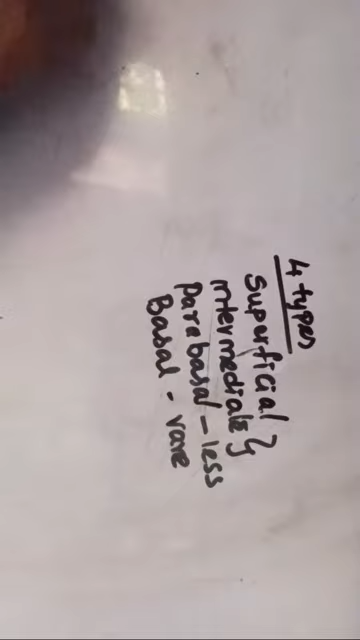 4 types
Superficial }
intermediate }
Parabasal - less
Basal - rare